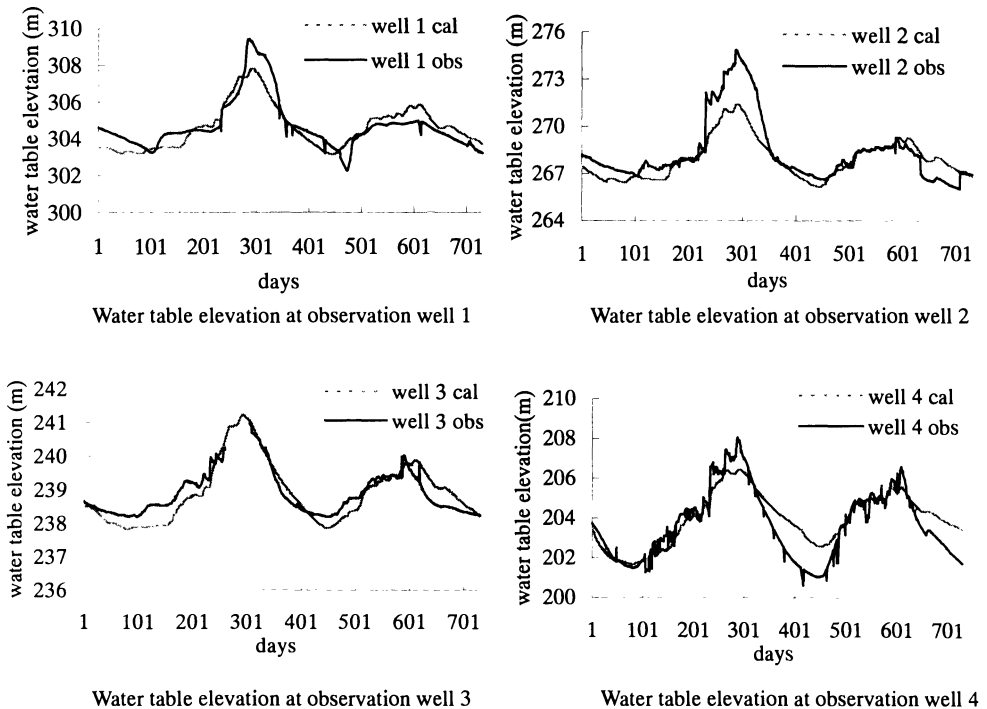 water table elevtaion (m)
310
308
306
304
302
300
1 101 201 301 401 501 601 701
days
well 1 cal
well 1 obs
Water table elevation at observation well 1
water table elevation (m)
276
273
270
267
264
1 101 201 301 401 501 601 701
days
well 2 cal
well 2 obs
Water table elevation at observation well 2
water table elevation (m)
242
241
240
239
238
237
236
1 101 201 301 401 501 601 701
days
well 3 cal
well 3 obs
Water table elevation at observation well 3
water table elevation(m)
210
208
206
204
202
200
1 101 201 301 401 501 601 701
days
well 4 cal
well 4 obs
Water table elevation at observation well 4